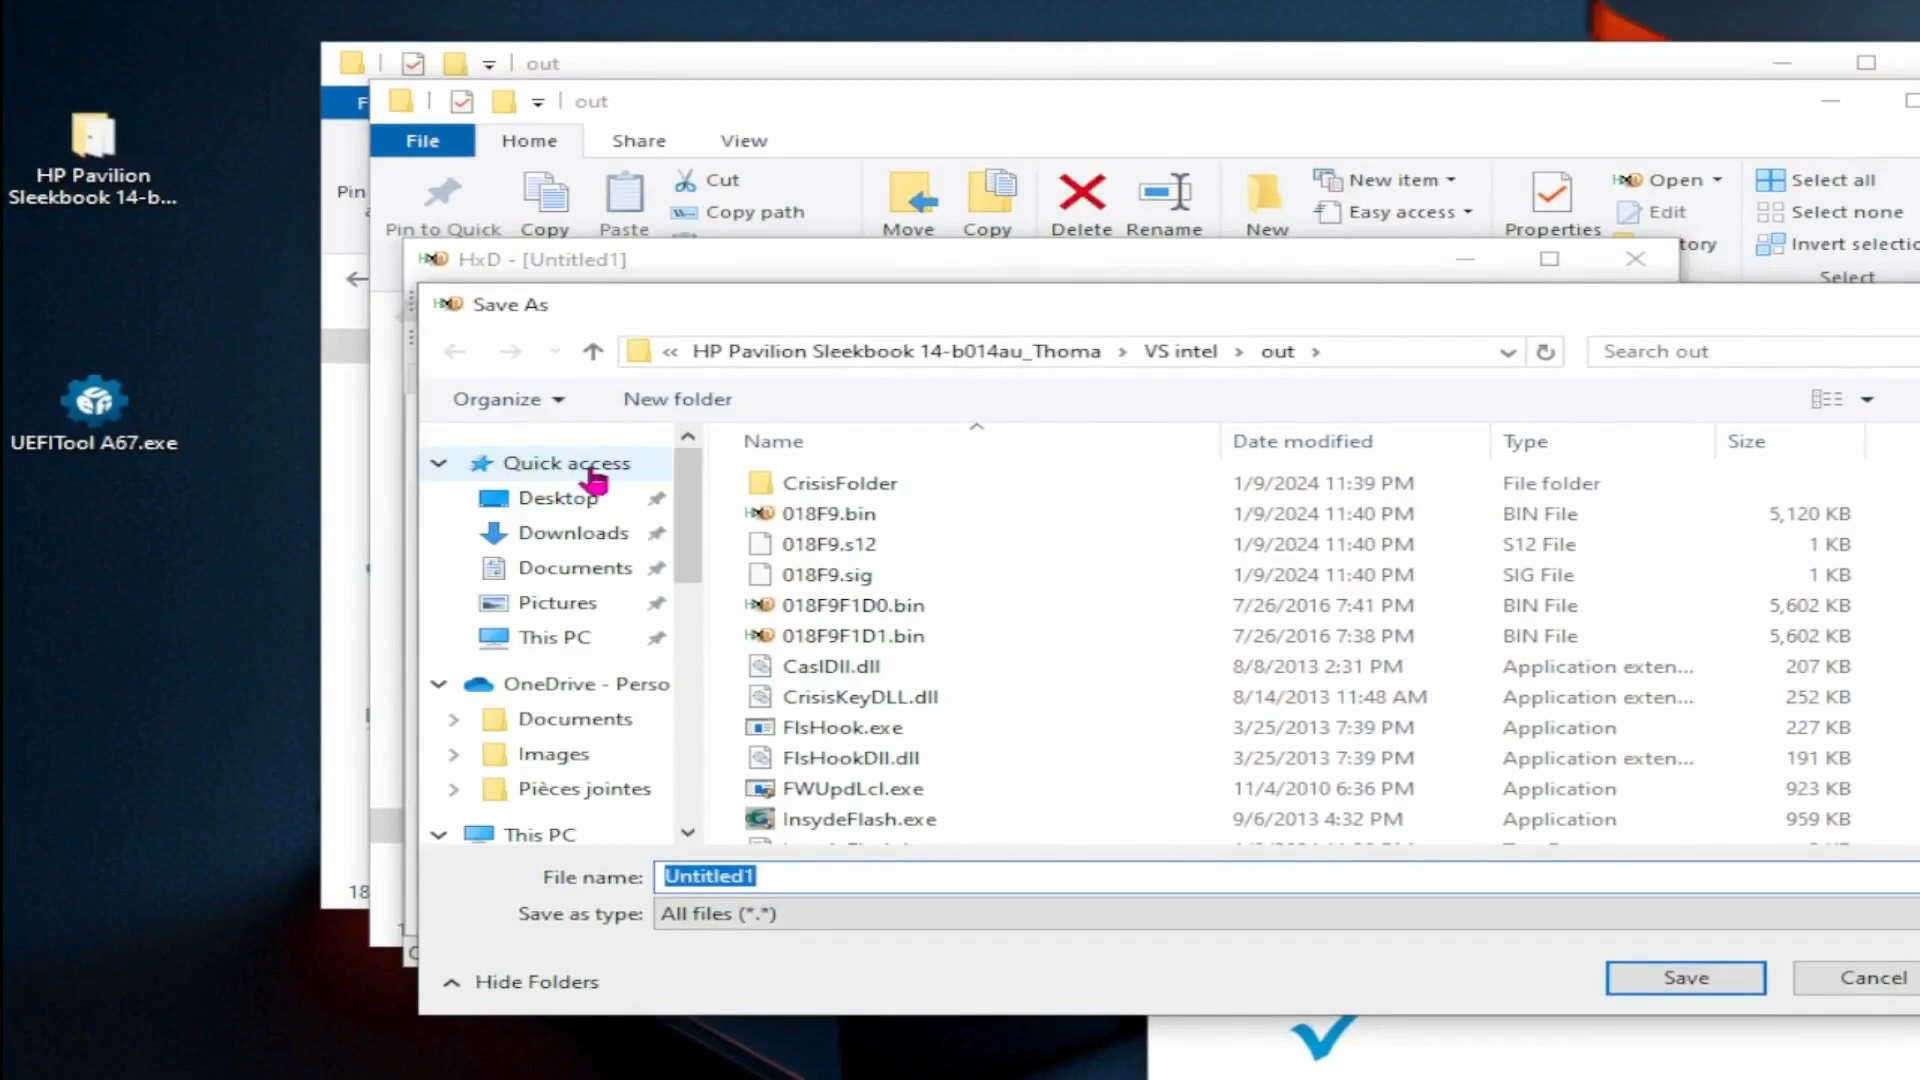 HP Pavilion
Sleekbook 14-b...
UEFITool A67.exe
out
out
F
File
Home
Share
View
Pin
Pin to Quick
Copy
Paste
Cut
Copy path
Move
Copy
Delete
Rename
New
New item
Easy access
Properties
Open
Edit
tory
Select all
Select none
Invert selectio
Select
HxD - [Untitled1]
Save As
« HP Pavilion Sleekbook 14-b014au_Thoma > VS intel > out >
Search out
Organize
New folder
Quick access
Desktop
Downloads
Documents
Pictures
This PC
OneDrive - Perso
Documents
Images
Pièces jointes
This PC
Name Date modified Type Size
CrisisFolder 1/9/2024 11:39 PM File folder
018F9.bin 1/9/2024 11:40 PM BIN File 5,120 KB
018F9.s12 1/9/2024 11:40 PM S12 File 1 KB
018F9.sig 1/9/2024 11:40 PM SIG File 1 KB
018F9F1D0.bin 7/26/2016 7:41 PM BIN File 5,602 KB
018F9F1D1.bin 7/26/2016 7:38 PM BIN File 5,602 KB
CaslDll.dll 8/8/2013 2:31 PM Application exten... 207 KB
CrisisKeyDLL.dll 8/14/2013 11:48 AM Application exten... 252 KB
FlsHook.exe 3/25/2013 7:39 PM Application 227 KB
FlsHookDll.dll 3/25/2013 7:39 PM Application exten... 191 KB
FWUpdLcl.exe 11/4/2010 6:36 PM Application 923 KB
InsydeFlash.exe 9/6/2013 4:32 PM Application 959 KB
File name: Untitled1
Save as type: All files (*.*)
18
Hide Folders
Save
Cancel